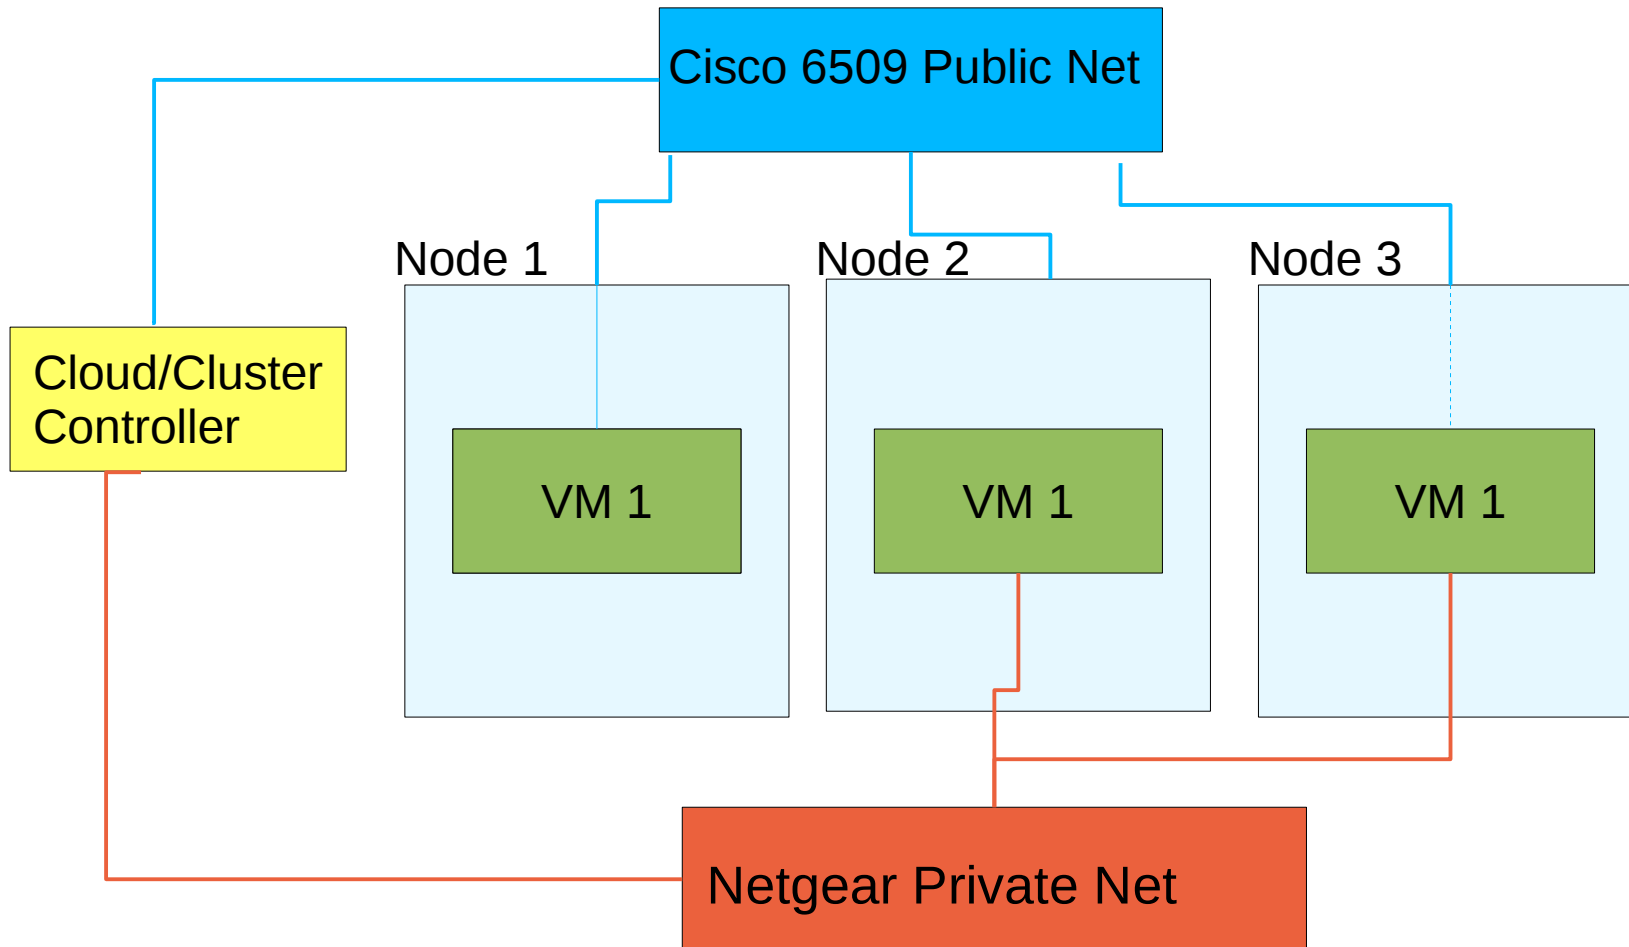 Cisco 6509 Public Net
Node 1
Node 2
Node 3
Cloud/Cluster
Controller
VM 1
VM 1
VM 1
Netgear Private Net